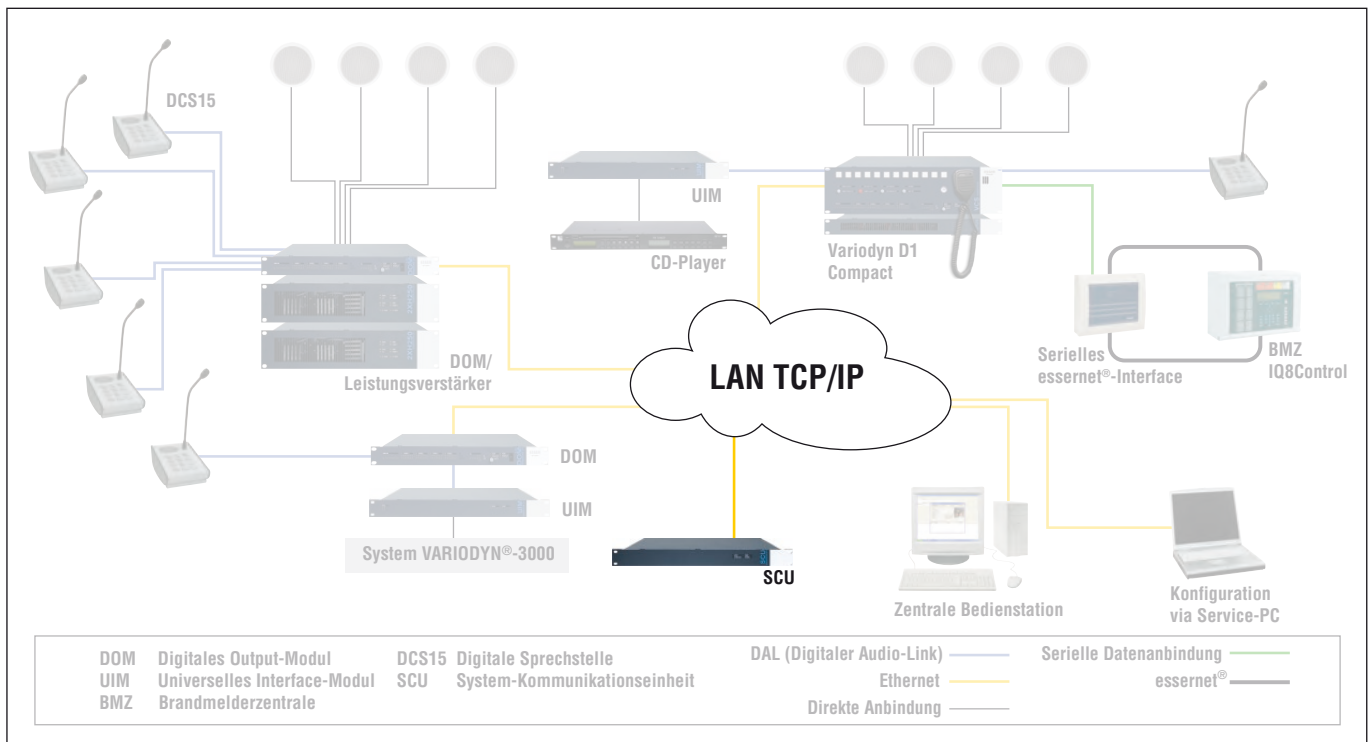 DCS15
UIM
CD-Player
Variodyn D1
Compact
DOM/
Leistungsverstärker
LAN TCP/IP
Serielles
essernet®-Interface
BMZ
IQ8Control
DOM
UIM
System VARIODYN®-3000
SCU
Zentrale Bedienstation
Konfiguration
via Service-PC
DOM Digitales Output-Modul
UIM Universelles Interface-Modul
BMZ Brandmelderzentrale
DCS15 Digitale Sprechstelle
SCU System-Kommunikationseinheit
DAL (Digitaler Audio-Link)
Ethernet
Direkte Anbindung
Serielle Datenanbindung
essernet®